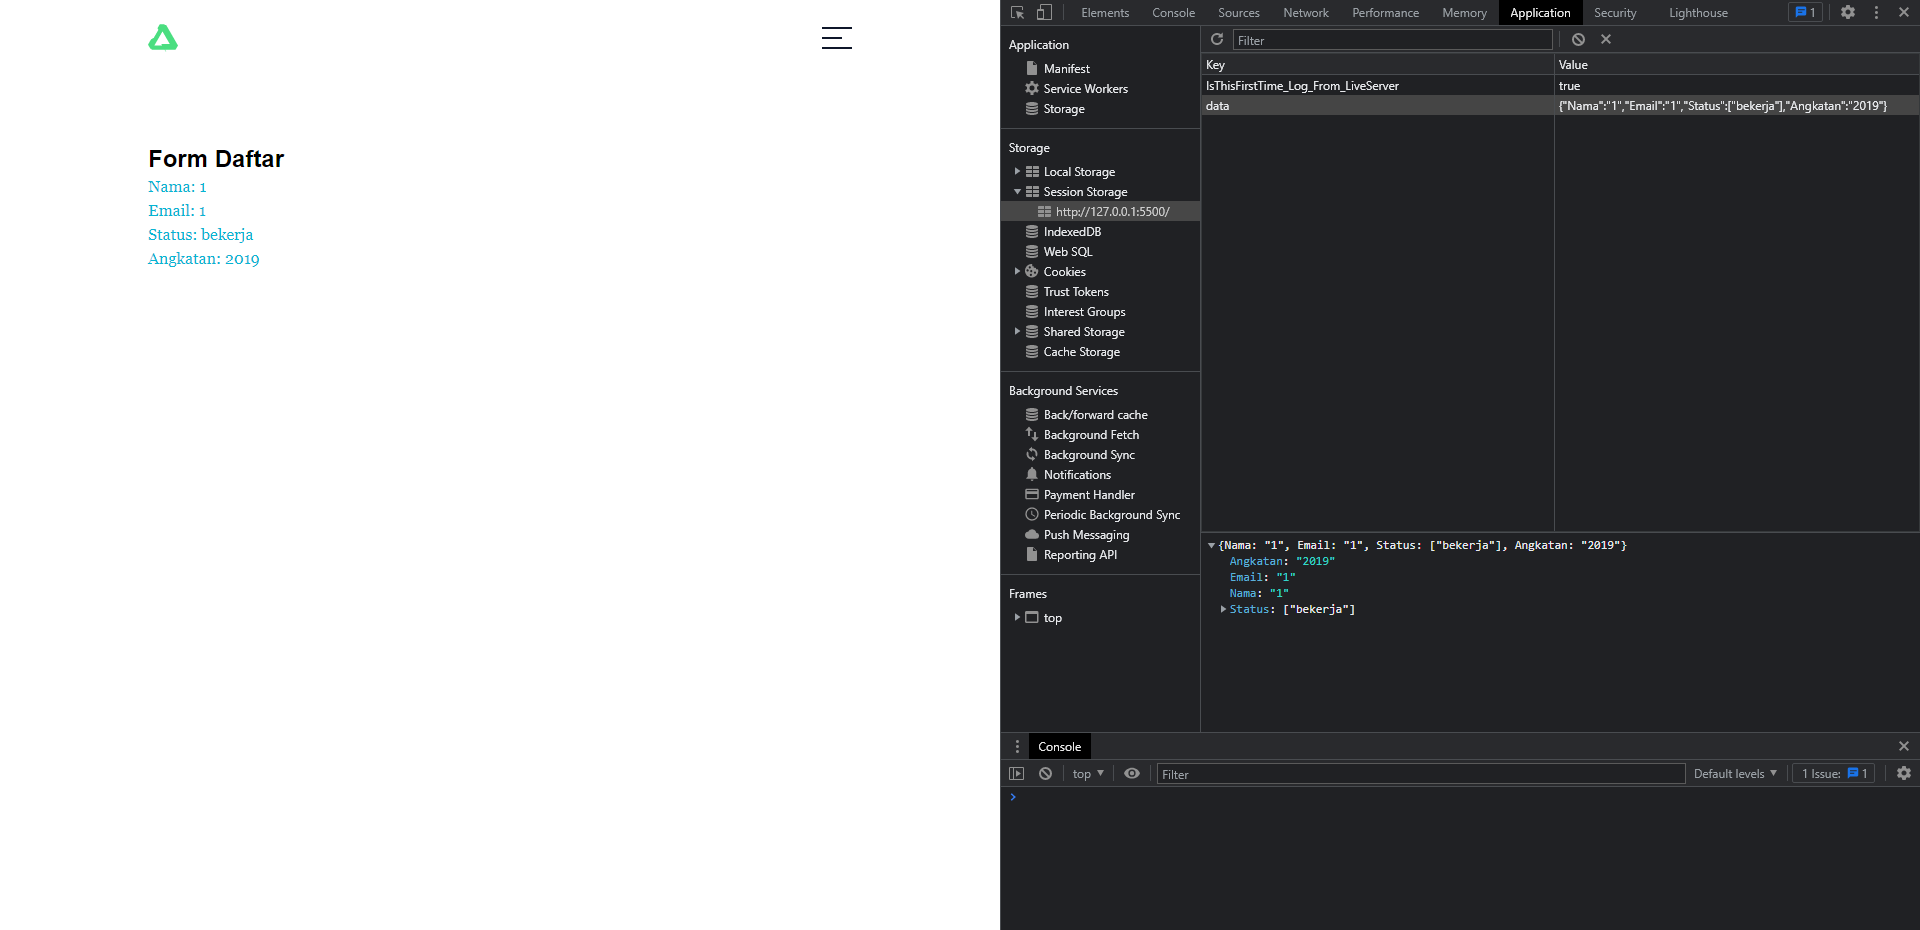 Form Daftar
Nama: 1
Email: 1
Status: bekerja
Angkatan: 2019
Elements Console Sources Network Performance Memory Application Security Lighthouse 1
Application
Manifest
Service Workers
Storage
Storage
Local Storage
Session Storage
http://127.0.0.1:5500/
IndexedDB
Web SQL
Cookies
Trust Tokens
Interest Groups
Shared Storage
Cache Storage
Background Services
Back/forward cache
Background Fetch
Background Sync
Notifications
Payment Handler
Periodic Background Sync
Push Messaging
Reporting API
Frames
top
Filter
Key Value
IsThisFirstTime_Log_From_LiveServer true
data {"Nama":"1","Email":"1","Status":["bekerja"],"Angkatan":"2019"}
{Nama: "1", Email: "1", Status: ["bekerja"], Angkatan: "2019"}
Angkatan: "2019"
Email: "1"
Nama: "1"
Status: ["bekerja"]
Console
top Filter Default levels 1 Issue: 1